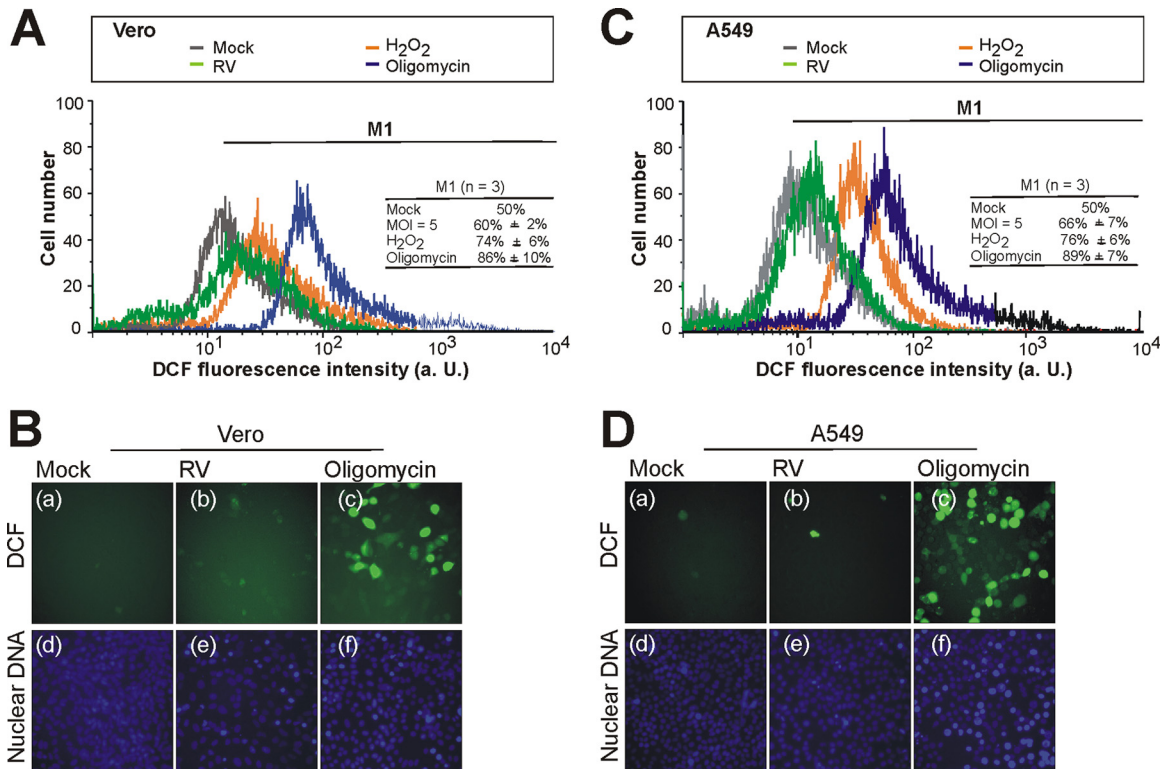 A
Vero
Mock
H2O2
RV
Oligomycin
Cell number
100
80
60
40
20
0
M1
M1 (n = 3)
Mock 50%
MOI = 5 60% ± 2%
H2O2 74% ± 6%
Oligomycin 86% ± 10%
10^1 10^2 10^3 10^4
DCF fluorescence intensity (a. U.)
C
A549
Mock
H2O2
RV
Oligomycin
Cell number
100
80
60
40
20
0
M1
M1 (n = 3)
Mock 50%
MOI = 5 66% ± 7%
H2O2 76% ± 6%
Oligomycin 89% ± 7%
10^1 10^2 10^3 10^4
DCF fluorescence intensity (a. U.)
B
Vero
Mock RV Oligomycin
DCF
(a) (b) (c)
Nuclear DNA
(d) (e) (f)
D
A549
Mock RV Oligomycin
DCF
(a) (b) (c)
Nuclear DNA
(d) (e) (f)